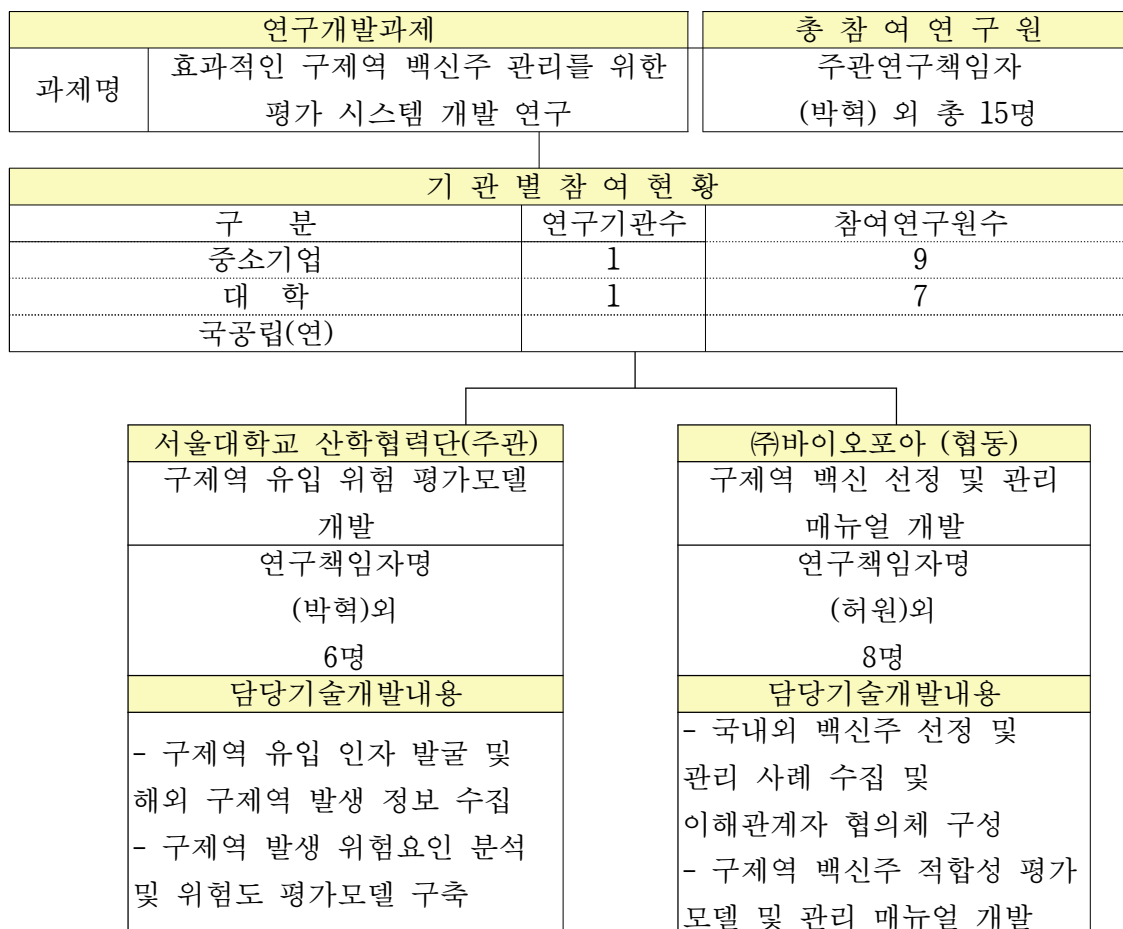 연구개발과제
총 참 여 연 구 원
과제명
효과적인 구제역 백신주 관리를 위한
평가 시스템 개발 연구
주관연구책임자
(박혁) 외 총 15명
기 관 별 참 여 현 황
구 분 연구기관수 참여연구원수
중소기업 1 9
대 학 1 7
국공립(연)
서울대학교 산학협력단(주관)
구제역 유입 위험 평가모델
개발
연구책임자명
(박혁)외
6명
담당기술개발내용
- 구제역 유입 인자 발굴 및
해외 구제역 발생 정보 수집
- 구제역 발생 위험요인 분석
및 위험도 평가모델 구축
㈜바이오포아 (협동)
구제역 백신 선정 및 관리
매뉴얼 개발
연구책임자명
(허원)외
8명
담당기술개발내용
- 국내외 백신주 선정 및
관리 사례 수집 및
이해관계자 협의체 구성
- 구제역 백신주 적합성 평가
모델 및 관리 매뉴얼 개발